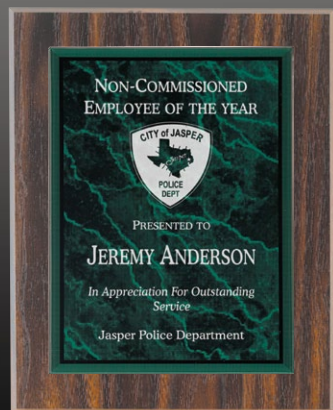 NON-COMMISSIONED
EMPLOYEE OF THE YEAR
CITY of JASPER
POLICE
DEPT
PRESENTED TO
JEREMY ANDERSON
In Appreciation For Outstanding
Service
Jasper Police Department